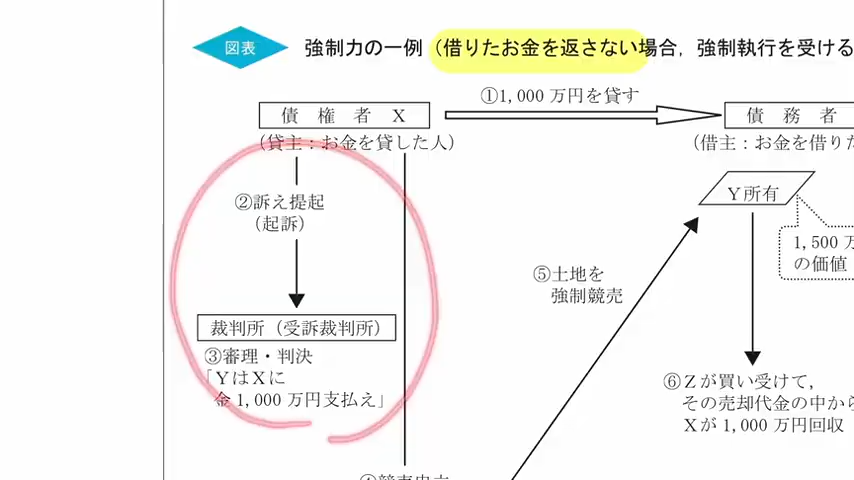 図表
強制力の一例（借りたお金を返さない場合，強制執行を受ける
①1,000 万円を貸す
債 権 者 X
債 務 者
（貸主：お金を貸した人）
（借主：お金を借り
②訴え提起
（起訴）
Y所有
1,500
の価値
⑤土地を
強制競売
裁判所（受訴裁判所）
③審理・判決
「YはXに
金 1,000 万円支払え」
⑥Zが買い受けて，
その売却代金の中から
Xが 1,000 万円回収